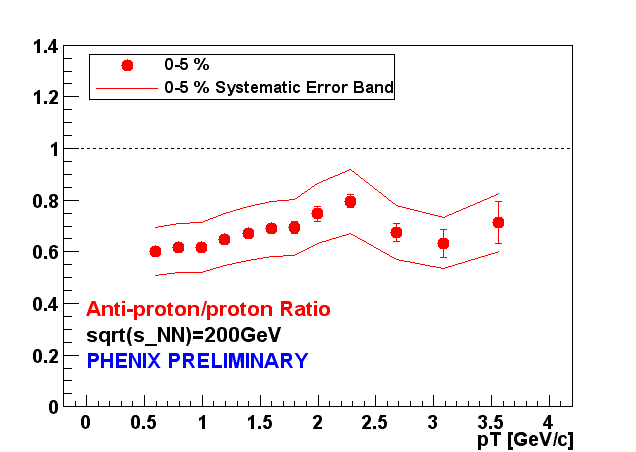 1.4
0-5 %
0-5 % Systematic Error Band
1.2
1
0.8
0.6
0.4
Anti-proton/proton Ratio
sqrt(s_NN)=200GeV
0.2
PHENIX PRELIMINARY
0
0 0.5 1 1.5 2 2.5 3 3.5 4
pT [GeV/c]